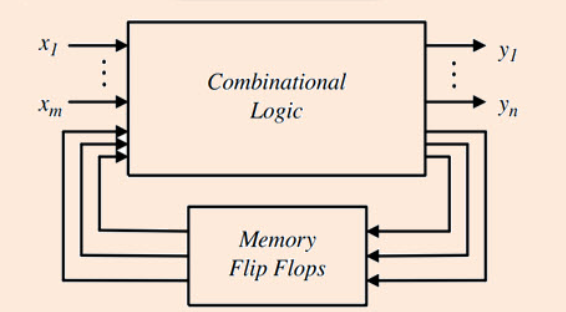 x1
y1
Combinational
Logic
xm
yn
Memory
Flip Flops